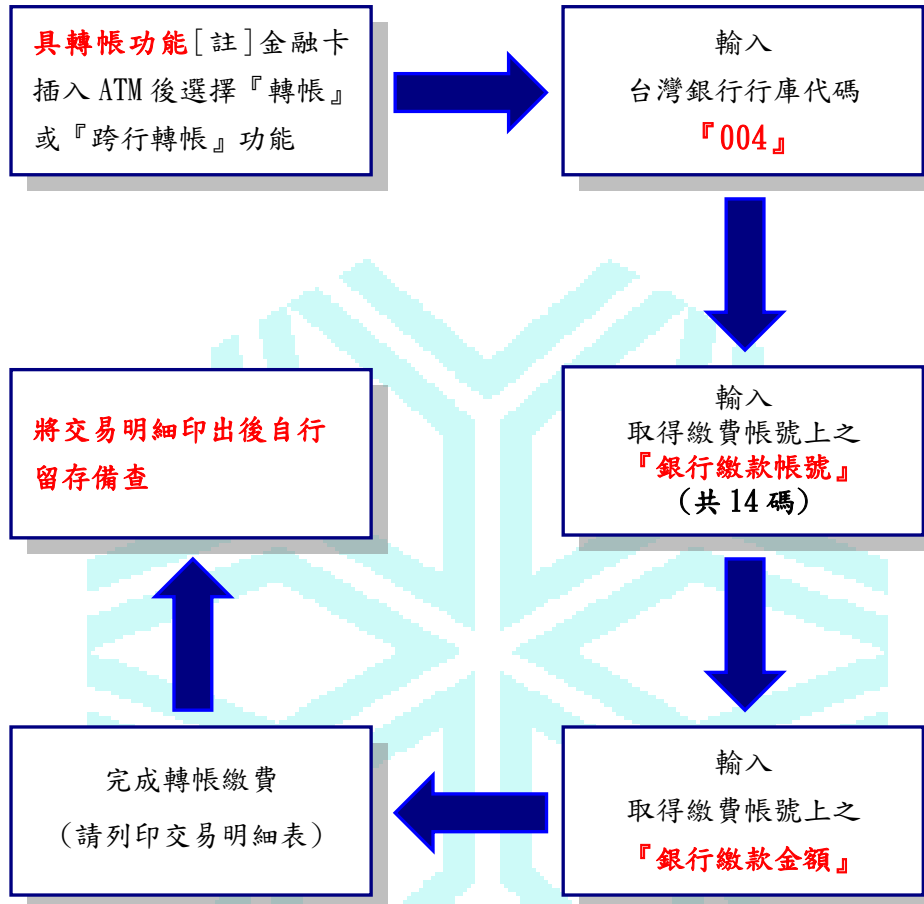 具轉帳功能[註]金融卡
插入 ATM 後選擇『轉帳』
或『跨行轉帳』功能
輸入
台灣銀行行庫代碼
『004』
輸入
取得繳費帳號上之
『銀行繳款帳號』
(共 14 碼)
輸入
取得繳費帳號上之
『銀行繳款金額』
完成轉帳繳費
(請列印交易明細表)
將交易明細印出後自行
留存備查